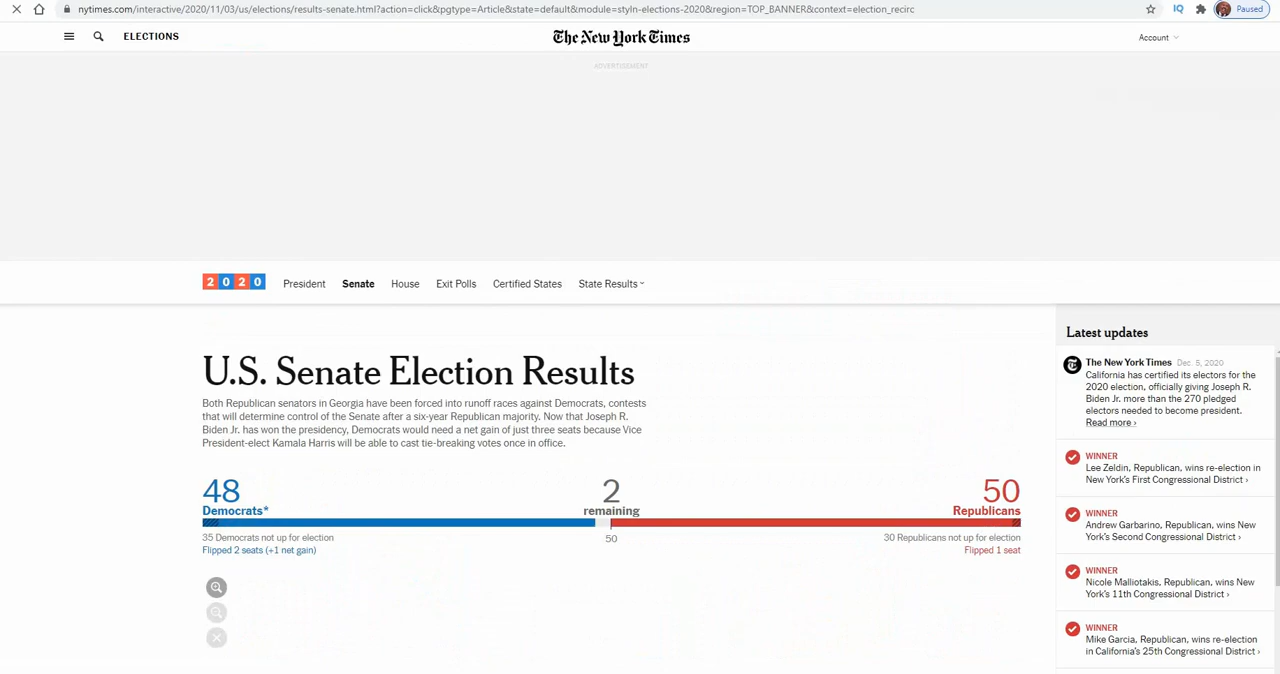 nytimes.com/interactive/2020/11/03/us/elections/results-senate.html?action=click&pgtype=Article&state=default&module=styln-elections-2020&region=TOP_BANNER&context=election_recirc
IQ
Paused
ELECTIONS
The New York Times
Account
ADVERTISEMENT
2020
President
Senate
House
Exit Polls
Certified States
State Results
U.S. Senate Election Results
Both Republican senators in Georgia have been forced into runoff races against Democrats, contests
that will determine control of the Senate after a six-year Republican majority. Now that Joseph R.
Biden Jr. has won the presidency, Democrats would need a net gain of just three seats because Vice
President-elect Kamala Harris will be able to cast tie-breaking votes once in office.
48
Democrats*
2
remaining
50
Republicans
35 Democrats not up for election
Flipped 2 seats (+1 net gain)
50
30 Republicans not up for election
Flipped 1 seat
Latest updates
The New York Times Dec. 5, 2020
California has certified its electors for the
2020 election, officially giving Joseph R.
Biden Jr. more than the 270 pledged
electors needed to become president.
Read more ›
WINNER
Lee Zeldin, Republican, wins re-election in
New York's First Congressional District ›
WINNER
Andrew Garbarino, Republican, wins New
York's Second Congressional District ›
WINNER
Nicole Malliotakis, Republican, wins New
York's 11th Congressional District ›
WINNER
Mike Garcia, Republican, wins re-election
in California's 25th Congressional District ›